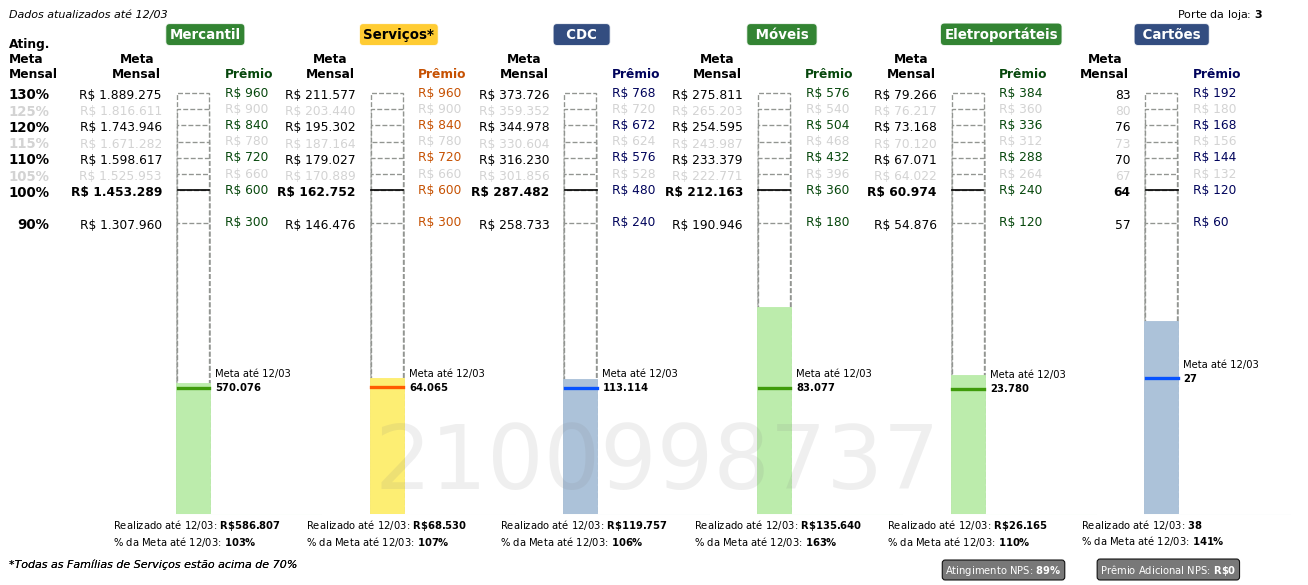 Dados atualizados até 12/03 Porte da loja: 3
Mercantil Serviços* CDC Móveis Eletroportáteis Cartões
Ating.
Meta Meta Meta Meta Meta Meta Meta
Mensal Mensal Prêmio Mensal Prêmio Mensal Prêmio Mensal Prêmio Mensal Prêmio Mensal Prêmio
130% R$ 1.889.275 R$ 960 R$ 211.577 R$ 960 R$ 373.726 R$ 768 R$ 275.811 R$ 576 R$ 79.266 R$ 384 83 R$ 192
125% R$ 1.816.611 R$ 900 R$ 203.440 R$ 900 R$ 359.352 R$ 720 R$ 265.203 R$ 540 R$ 76.217 R$ 360 80 R$ 180
120% R$ 1.743.946 R$ 840 R$ 195.302 R$ 840 R$ 344.978 R$ 672 R$ 254.595 R$ 504 R$ 73.168 R$ 336 76 R$ 168
115% R$ 1.671.282 R$ 780 R$ 187.164 R$ 780 R$ 330.604 R$ 624 R$ 243.987 R$ 468 R$ 70.120 R$ 312 73 R$ 156
110% R$ 1.598.617 R$ 720 R$ 179.027 R$ 720 R$ 316.230 R$ 576 R$ 233.379 R$ 432 R$ 67.071 R$ 288 70 R$ 144
105% R$ 1.525.953 R$ 660 R$ 170.889 R$ 660 R$ 301.856 R$ 528 R$ 222.771 R$ 396 R$ 64.022 R$ 264 67 R$ 132
100% R$ 1.453.289 R$ 600 R$ 162.752 R$ 600 R$ 287.482 R$ 480 R$ 212.163 R$ 360 R$ 60.974 R$ 240 64 R$ 120
90% R$ 1.307.960 R$ 300 R$ 146.476 R$ 300 R$ 258.733 R$ 240 R$ 190.946 R$ 180 R$ 54.876 R$ 120 57 R$ 60
Meta até 12/03 Meta até 12/03 Meta até 12/03 Meta até 12/03 Meta até 12/03 Meta até 12/03
570.076 64.065 113.114 83.077 23.780 27
21009998737
Realizado até 12/03: R$586.807 Realizado até 12/03: R$68.530 Realizado até 12/03: R$119.757 Realizado até 12/03: R$135.640 Realizado até 12/03: R$26.165 Realizado até 12/03: 38
% da Meta até 12/03: 103% % da Meta até 12/03: 107% % da Meta até 12/03: 106% % da Meta até 12/03: 163% % da Meta até 12/03: 110% % da Meta até 12/03: 141%
*Todas as Famílias de Serviços estão acima de 70% Atingimento NPS: 89% Prêmio Adicional NPS: R$0